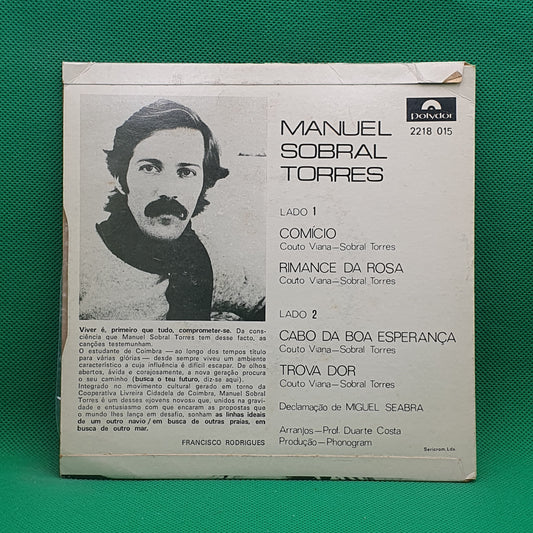 Polydor
2218 015
MANUEL
SOBRAL
TORRES
LADO 1
COMÍCIO
Couto Viana—Sobral Torres
RIMANCE DA ROSA
Couto Viana—Sobral Torres
LADO 2
CABO DA BOA ESPERANÇA
Couto Viana—Sobral Torres
TROVA DOR
Couto Viana—Sobral Torres
Declamação de MIGUEL SEABRA
Arranjos—Prof. Duarte Costa
Produção—Phonogram
Sericrom, Lda.
Viver é, primeiro que tudo, comprometer-se. Da cons-
ciência que Manuel Sobral Torres tem desse facto, as
canções testemunham.
O estudante de Coimbra — ao longo dos tempos título
para várias glórias — desde sempre viveu um ambiente
característico a cuja influência é difícil escapar. De olhos
abertos, ávida e corajosamente, a nova geração procura
o seu caminho (busca o teu futuro, diz-se aqui).
Integrado no movimento cultural gerado em torno da
Cooperativa Livreira Cidadela de Coimbra, Manuel Sobral
Torres é um desses «jovens novos» que, unidos na gravid-
ade e entusiasmo com que encaram as propostas que
o mundo lhes lança em desafio, sonham as linhas ideais
de um outro navio/em busca de outras praias, em
busca de outro mar.
FRANCISCO RODRIGUES